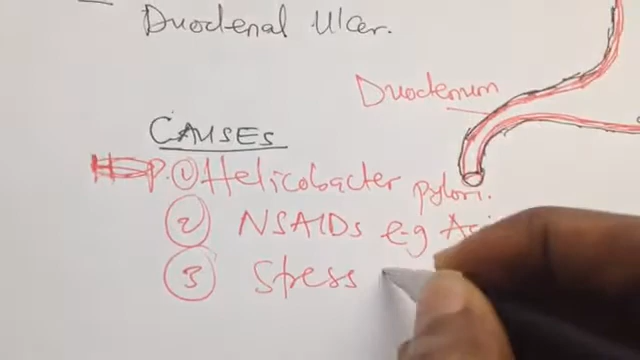 Duodenal Ulcer.
Duodenum
CAUSES
① Helicobacter pylori.
② NSAIDs e-g
③ Stress